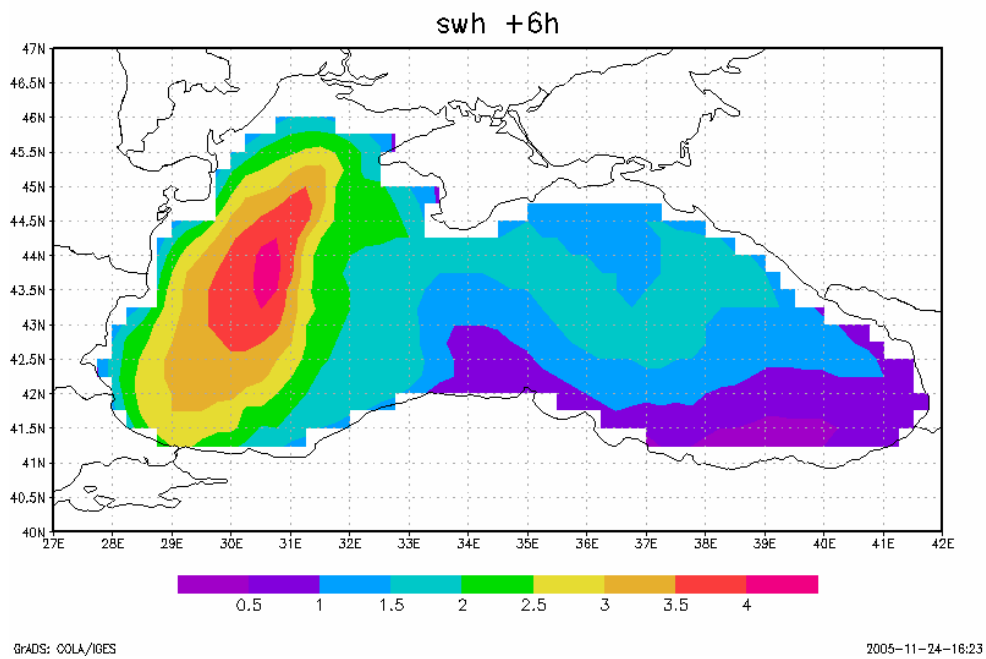 swh +6h
47N
46.5N
46N
45.5N
45N
44.5N
44N
43.5N
43N
42.5N
42N
41.5N
41N
40.5N
40N
27E 28E 29E 30E 31E 32E 33E 34E 35E 36E 37E 38E 39E 40E 41E 42E
0.5 1 1.5 2 2.5 3 3.5 4
GrADS: COLA/IGES 2005-11-24-16:23